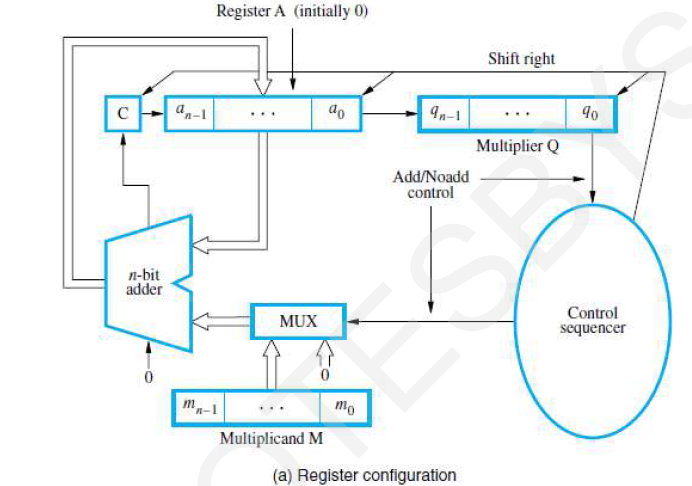 Register A (initially 0)
Shift right
C
a_{n-1} . . . a_0
q_{n-1} . . . q_0
Multiplier Q
Add/Noadd
control
n-bit
adder
MUX
Control
sequencer
0
0
m_{n-1} . . . m_0
Multiplicand M
(a) Register configuration